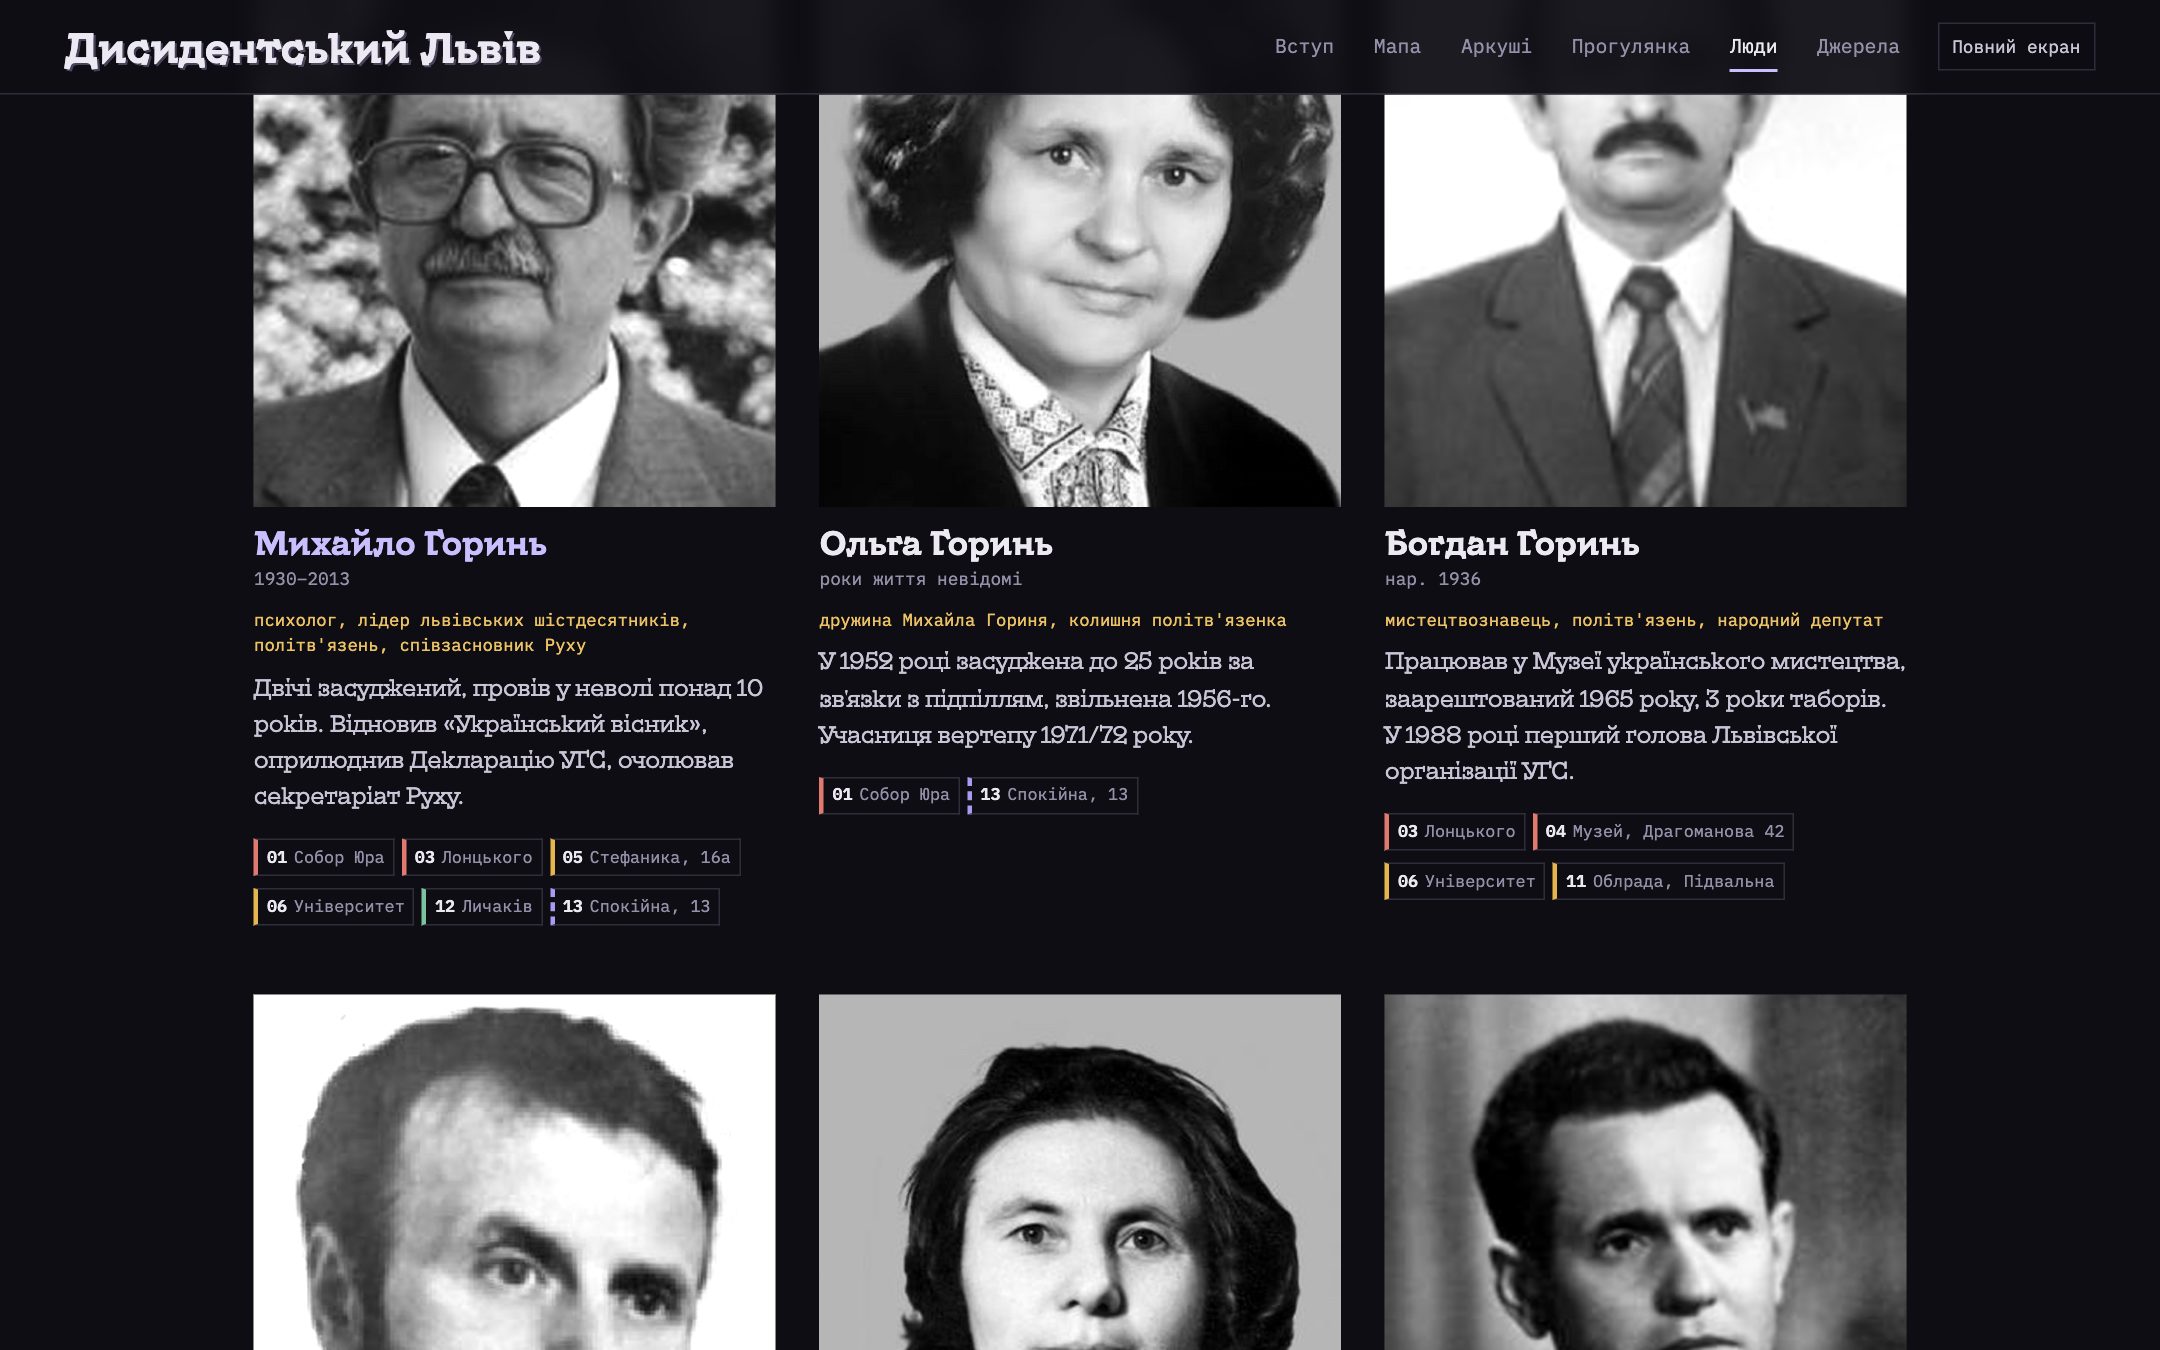 Дисидентський Львів
Вступ Мапа Аркуші Прогулянка Люди Джерела Повний екран
Михайло Горинь
1930–2013
психолог, лідер львівських шістдесятників,
політв'язень, співзасновник Руху
Двічі засуджений, провів у неволі понад 10
років. Відновив «Український вісник»,
оприлюднив Декларацію УГС, очолював
секретаріат Руху.
01 Собор Юра 03 Лонцького 05 Стефаника, 16а
06 Університет 12 Личаків 13 Спокійна, 13
Ольга Горинь
роки життя невідомі
дружина Михайла Гориня, колишня політв'язенка
У 1952 році засуджена до 25 років за
зв'язки з підпіллям, звільнена 1956-го.
Учасниця вертепу 1971/72 року.
01 Собор Юра 13 Спокійна, 13
Богдан Горинь
нар. 1936
мистецтвознавець, політв'язень, народний депутат
Працював у Музеї українського мистецтва,
заарештований 1965 року, 3 роки таборів.
У 1988 році перший голова Львівської
організації УГС.
03 Лонцького 04 Музей, Драгоманова 42
06 Університет 11 Облрада, Підвальна